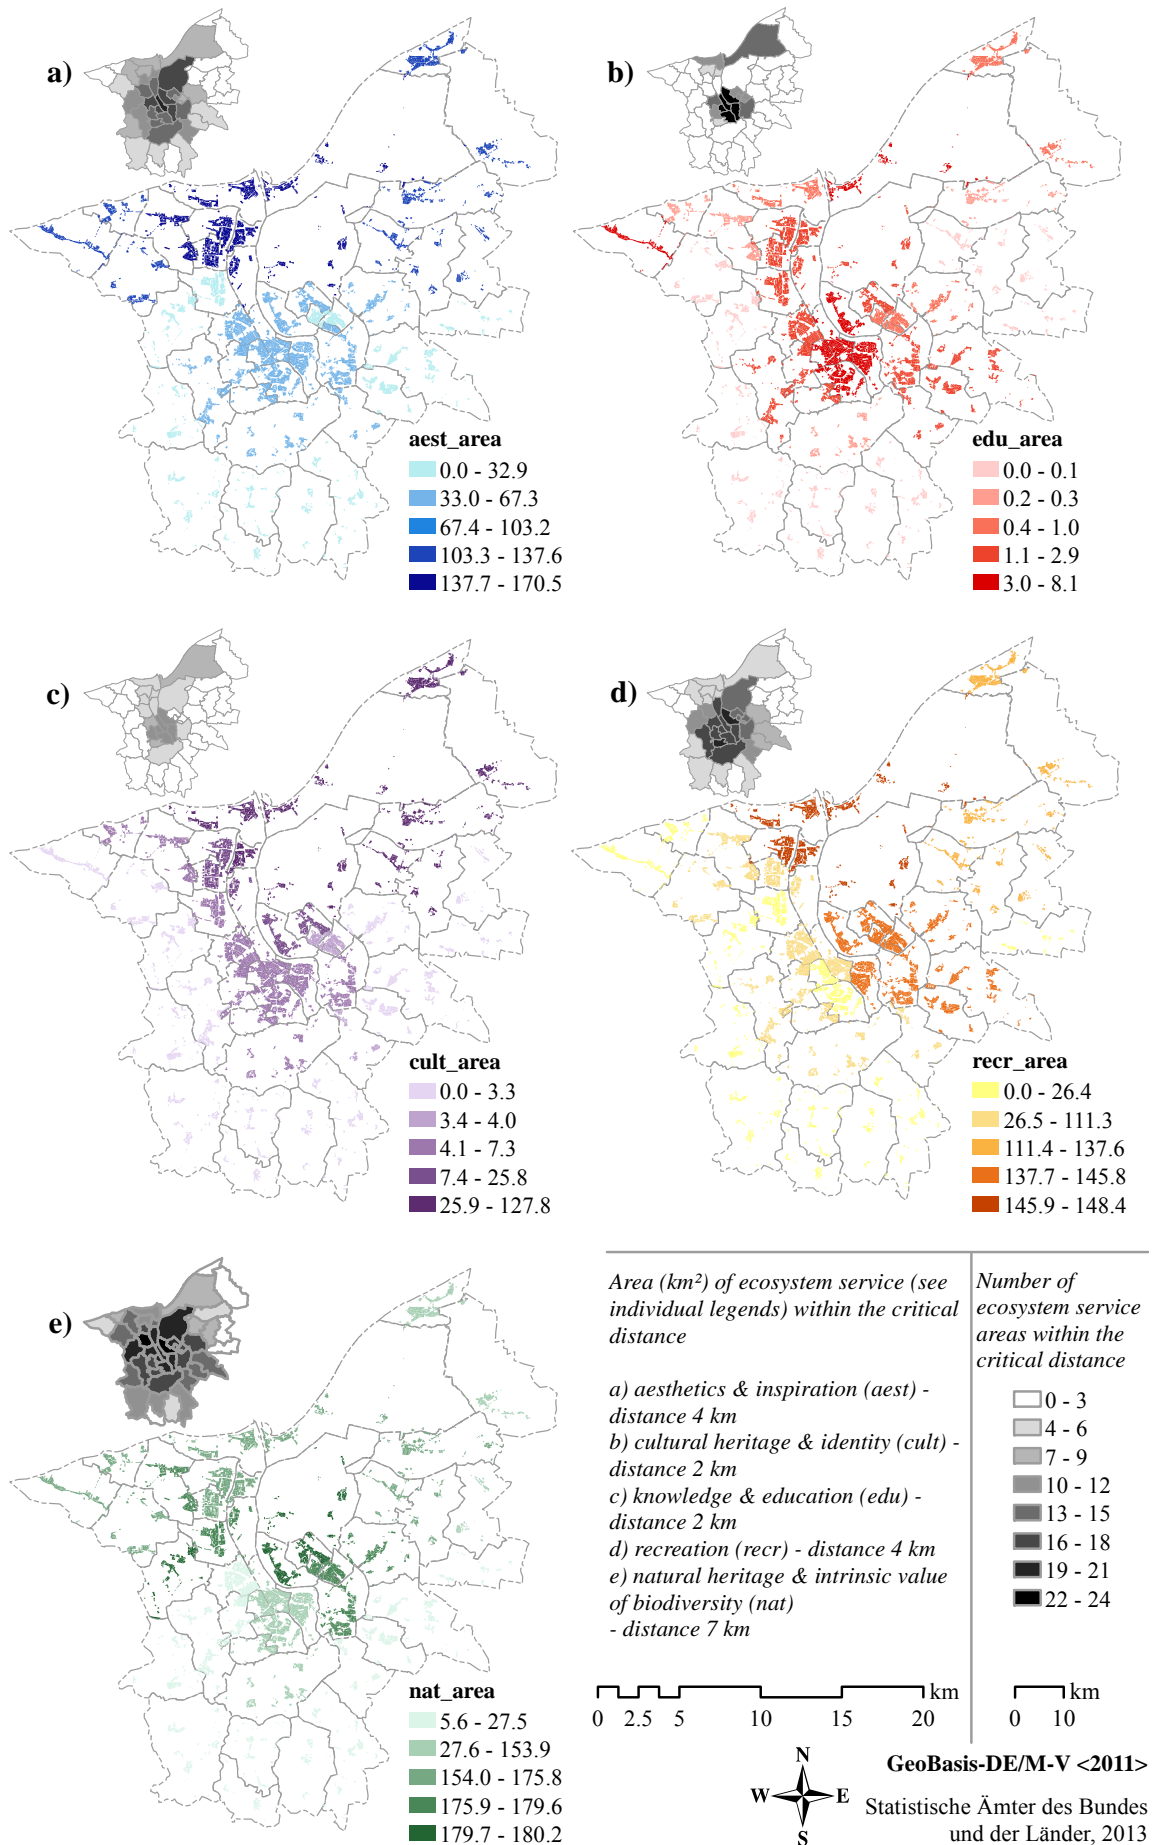 a)
aest_area
0.0 - 32.9
33.0 - 67.3
67.4 - 103.2
103.3 - 137.6
137.7 - 170.5
b)
edu_area
0.0 - 0.1
0.2 - 0.3
0.4 - 1.0
1.1 - 2.9
3.0 - 8.1
c)
cult_area
0.0 - 3.3
3.4 - 4.0
4.1 - 7.3
7.4 - 25.8
25.9 - 127.8
d)
recr_area
0.0 - 26.4
26.5 - 111.3
111.4 - 137.6
137.7 - 145.8
145.9 - 148.4
e)
nat_area
5.6 - 27.5
27.6 - 153.9
154.0 - 175.8
175.9 - 179.6
179.7 - 180.2
Area (km²) of ecosystem service (see
individual legends) within the critical
distance
a) aesthetics & inspiration (aest) -
distance 4 km
b) cultural heritage & identity (cult) -
distance 2 km
c) knowledge & education (edu) -
distance 2 km
d) recreation (recr) - distance 4 km
e) natural heritage & intrinsic value
of biodiversity (nat)
- distance 7 km
Number of
ecosystem service
areas within the
critical distance
0 - 3
4 - 6
7 - 9
10 - 12
13 - 15
16 - 18
19 - 21
22 - 24
km
0 2.5 5 10 15 20
km
0 10
N
W E
S
GeoBasis-DE/M-V <2011>
Statistische Ämter des Bundes
und der Länder, 2013